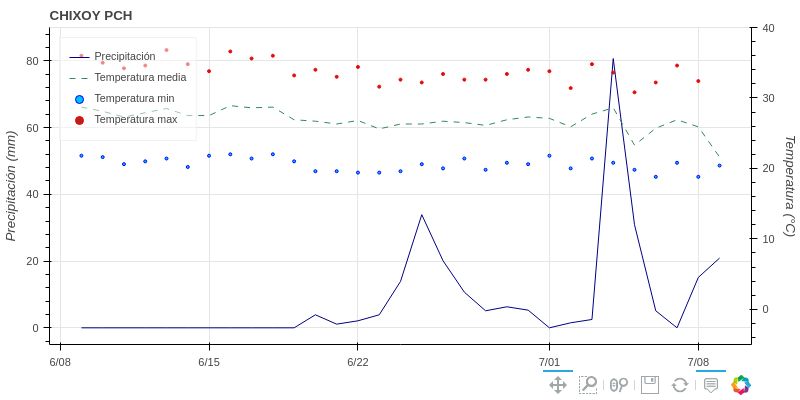 CHIXOY PCH
Precipitación
Temperatura media
Temperatura min
Temperatura max
Precipitación (mm)
80
60
40
20
0
Temperatura (°C)
40
30
20
10
0
6/08
6/15
6/22
7/01
7/08